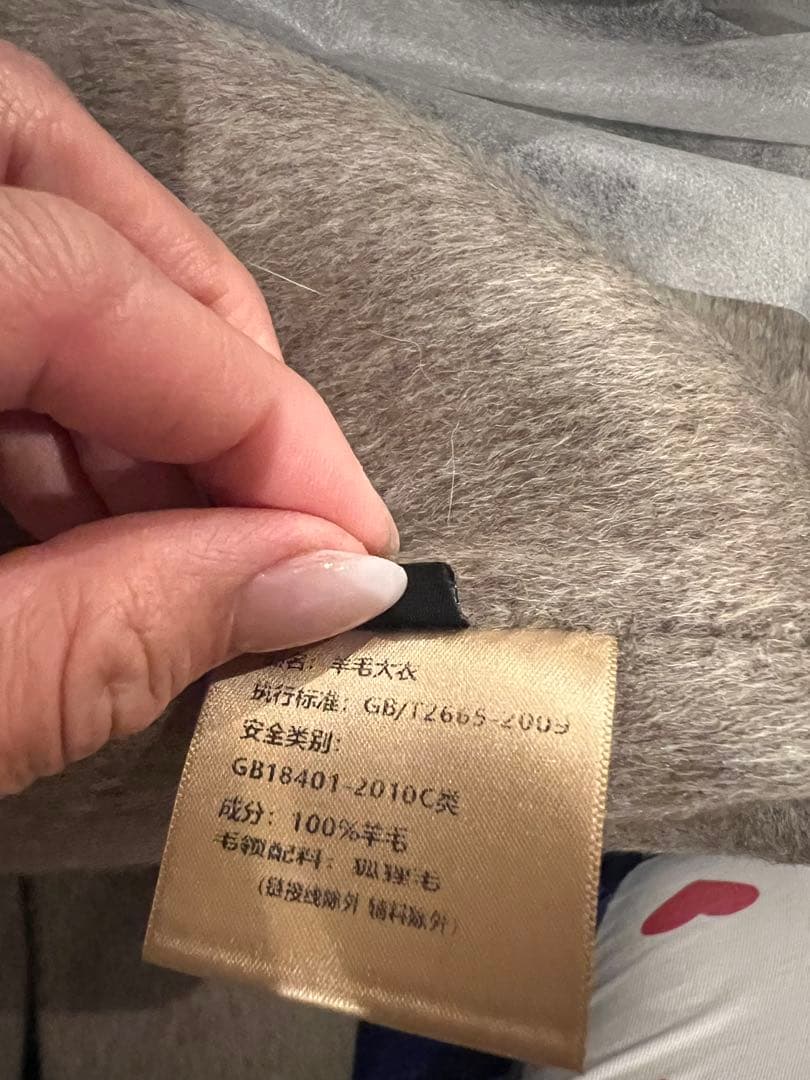 名：羊毛大衣
执行标准：GB/T2665-2009
安全类别：
GB18401-2010C类
成分：100%羊毛
毛领配料：狐狸毛
（链接线除外 辅料除外）